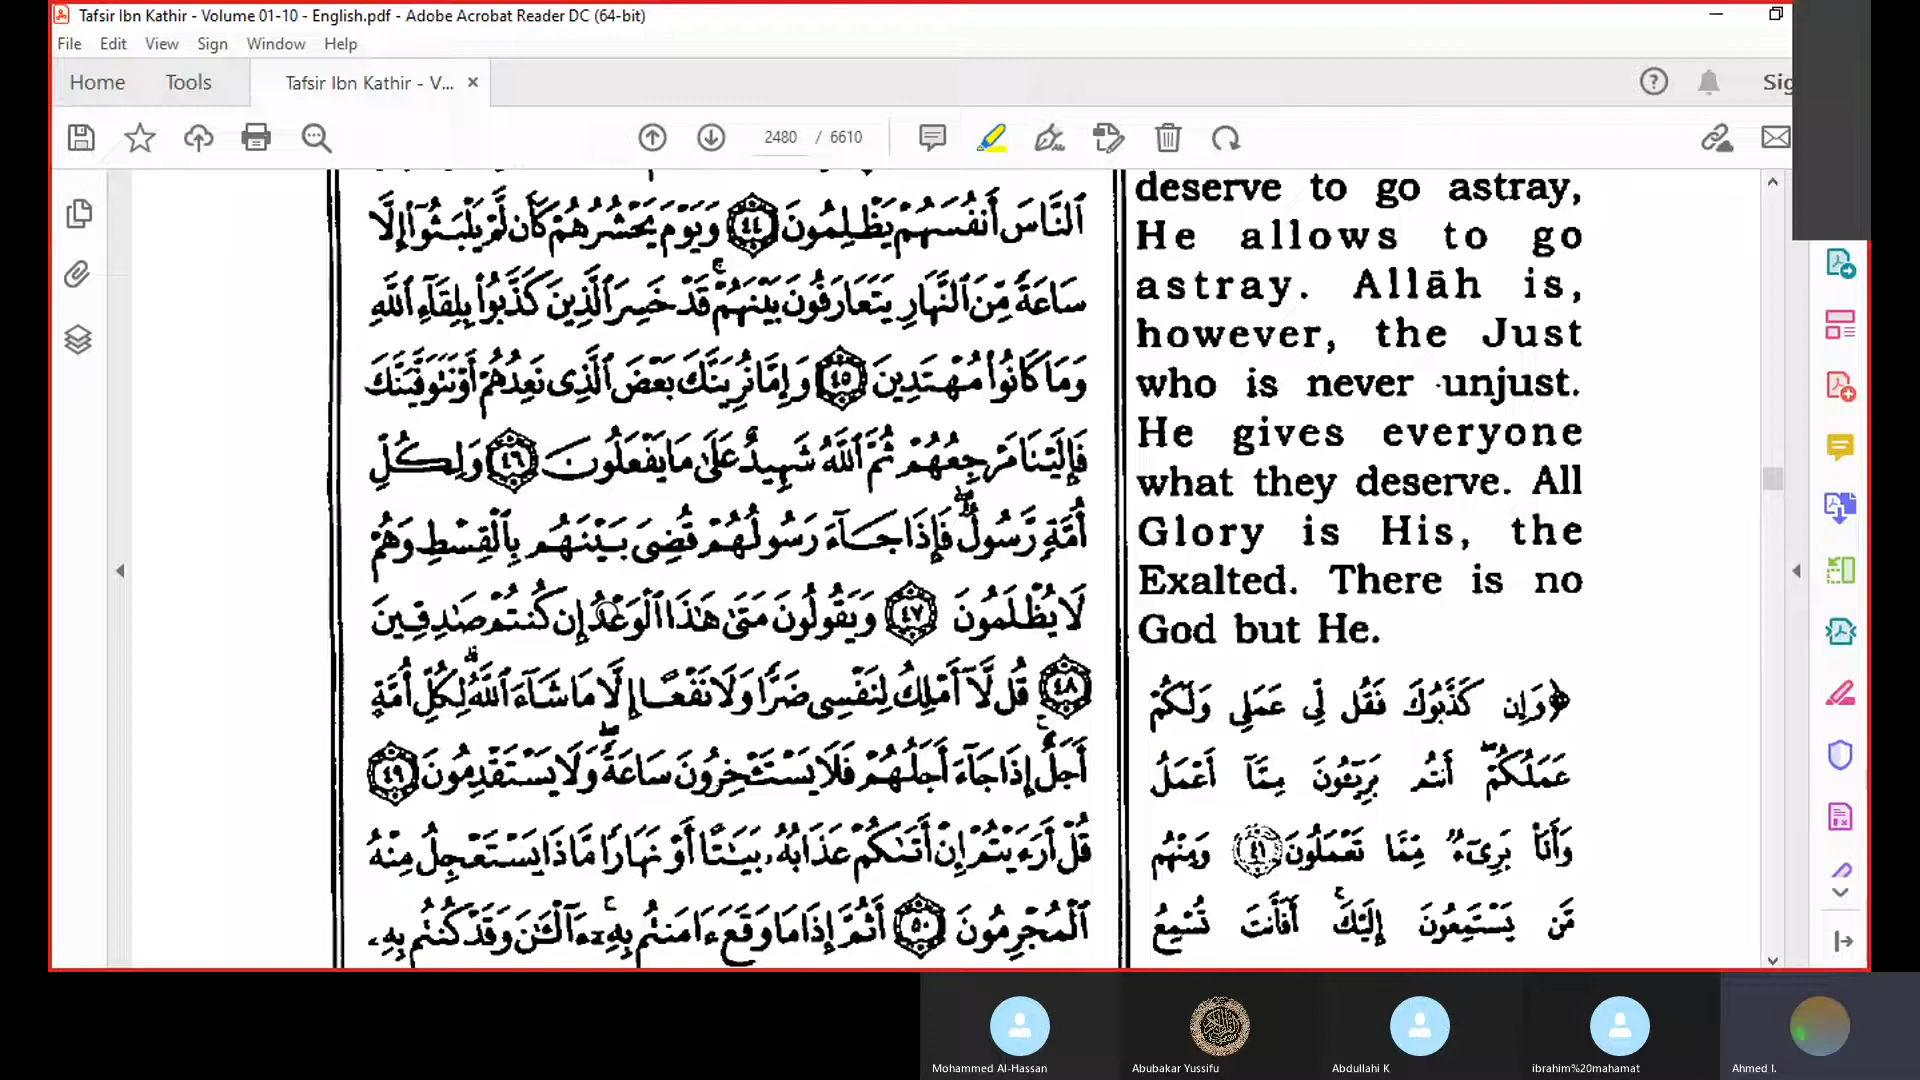 Tafsir Ibn Kathir - Volume 01-10 - English.pdf - Adobe Acrobat Reader DC (64-bit)
File Edit View Sign Window Help
Home Tools Tafsir Ibn Kathir - V... ×
Sig
2480 / 6610
ٱلنَّاسَ أَنفُسَهُمْ يَظْلِمُونَ ٤٤ وَيَوْمَ يَحْشُرُهُمْ كَأَن لَّمْ يَلْبَثُوٓا۟ إِلَّا
سَاعَةً مِّنَ ٱلنَّهَارِ يَتَعَارَفُونَ بَيْنَهُمْ ۚ قَدْ خَسِرَ ٱلَّذِينَ كَذَّبُوا۟ بِلِقَآءِ ٱللَّهِ
وَمَا كَانُوا۟ مُهْتَدِينَ ٤٥ وَإِمَّا نُرِيَنَّكَ بَعْضَ ٱلَّذِى نَعِدُهُمْ أَوْ نَتَوَفَّيَنَّكَ
فَإِلَيْنَا مَرْجِعُهُمْ ثُمَّ ٱللَّهُ شَهِيدٌ عَلَىٰ مَا يَفْعَلُونَ ٤٦ وَلِكُلِّ
أُمَّةٍ رَّسُولٌ ۖ فَإِذَا جَآءَ رَسُولُهُمْ قُضِىَ بَيْنَهُم بِٱلْقِسْطِ وَهُمْ
لَا يُظْلَمُونَ ٤٧ وَيَقُولُونَ مَتَىٰ هَـٰذَا ٱلْوَعْدُ إِن كُنتُمْ صَـٰدِقِينَ
٤٨ قُل لَّآ أَمْلِكُ لِنَفْسِى ضَرًّا وَلَا نَفْعًا إِلَّا مَا شَآءَ ٱللَّهُ ۗ لِكُلِّ أُمَّةٍ
أَجَلٌ ۚ إِذَا جَآءَ أَجَلُهُمْ فَلَا يَسْتَـْٔخِرُونَ سَاعَةً ۖ وَلَا يَسْتَقْدِمُونَ ٤٩
قُلْ أَرَءَيْتُمْ إِنْ أَتَىٰكُمْ عَذَابُهُۥ بَيَـٰتًا أَوْ نَهَارًا مَّاذَا يَسْتَعْجِلُ مِنْهُ
ٱلْمُجْرِمُونَ ٥٠ أَثُمَّ إِذَا مَا وَقَعَ ءَامَنتُم بِهِۦٓ ۚ ءَآلْـَٔـٰنَ وَقَدْ كُنتُم بِهِۦ
deserve to go astray,
He allows to go
astray. Allāh is,
however, the Just
who is never unjust.
He gives everyone
what they deserve. All
Glory is His, the
Exalted. There is no
God but He.
﴿وَإِن كَذَّبُوكَ فَقُل لِّى عَمَلِى وَلَكُمْ
عَمَلُكُمْ ۖ أَنتُم بَرِيٓـُٔونَ مِمَّآ أَعْمَلُ
وَأَنَا۠ بَرِىٓءٌ مِّمَّا تَعْمَلُونَ ٤١ وَمِنْهُم
مَّن يَسْتَمِعُونَ إِلَيْكَ ۚ أَفَأَنتَ تُسْمِعُ
Mohammed Al-Hassan
Abubakar Yussifu
Abdullahi K
ibrahim%20mahamat
Ahmed I.